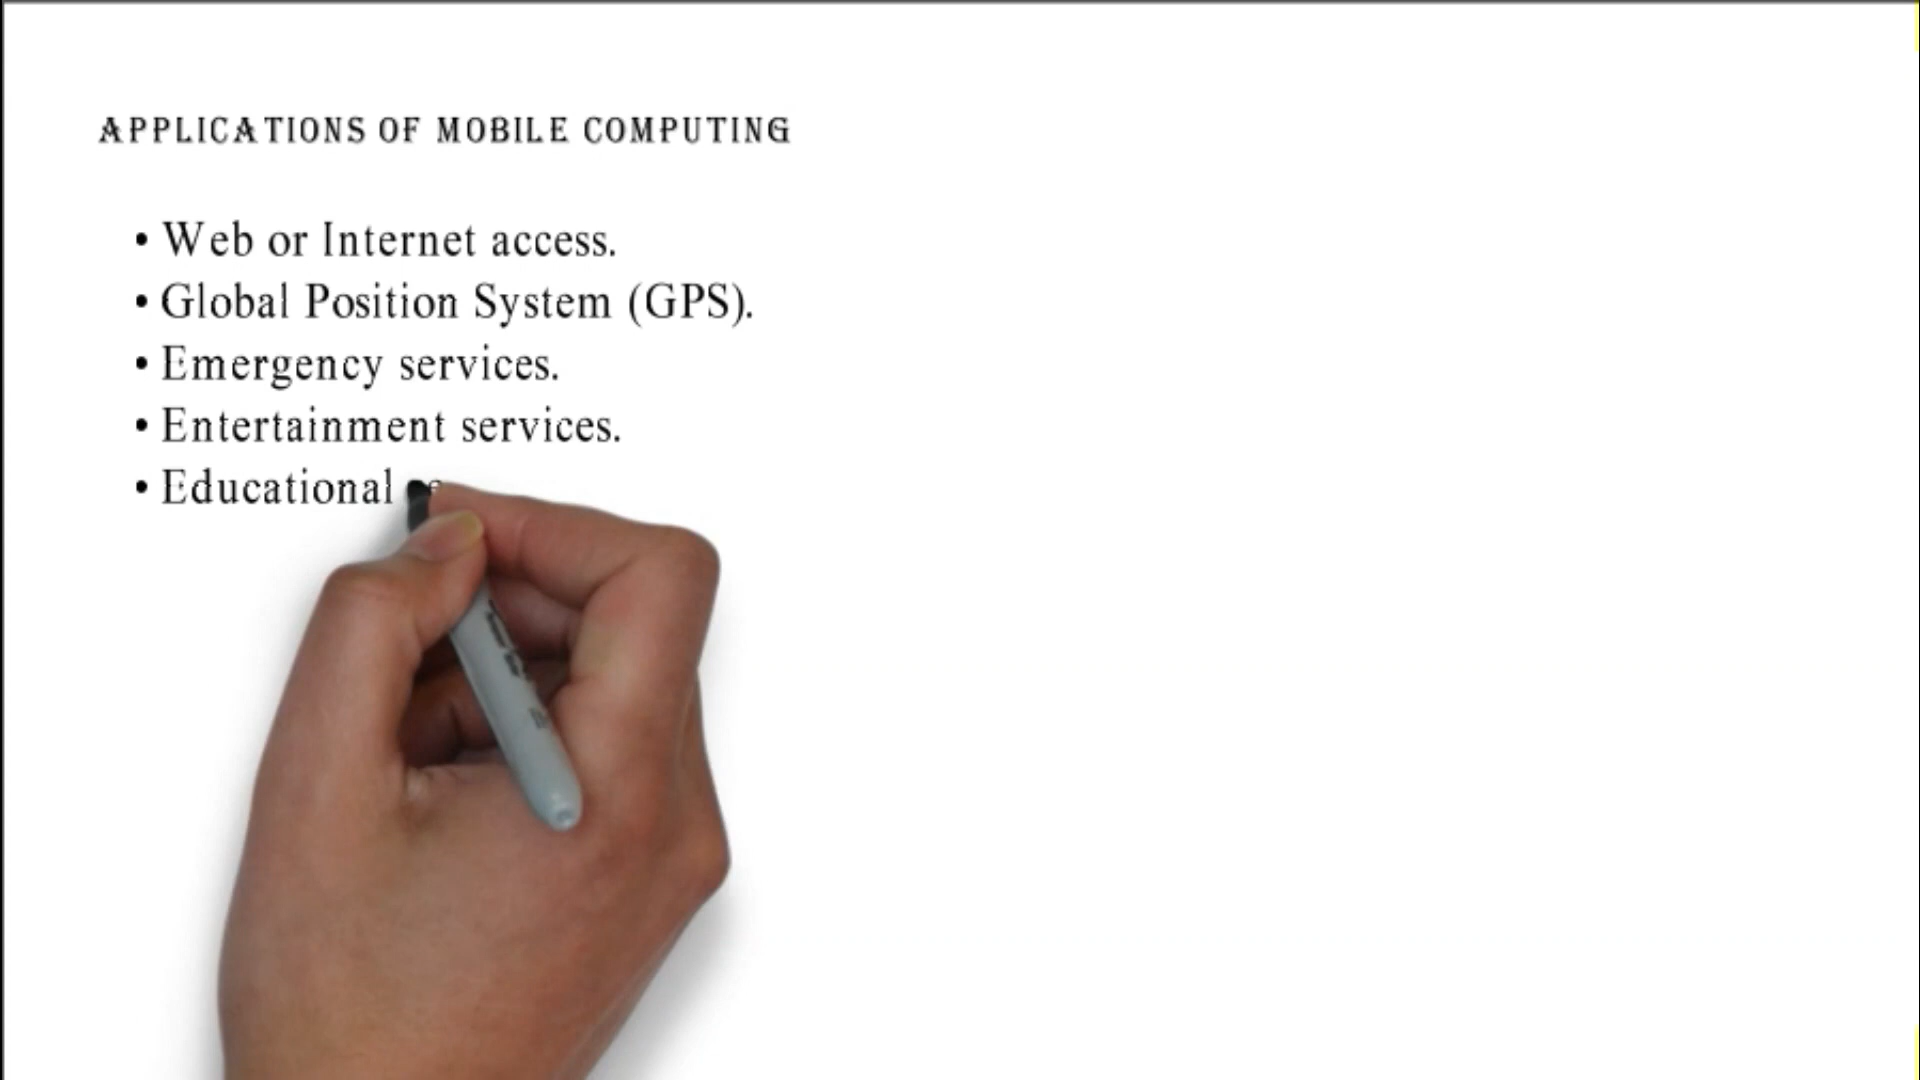 APPLICATIONS OF MOBILE COMPUTING
• Web or Internet access.
• Global Position System (GPS).
• Emergency services.
• Entertainment services.
• Educational